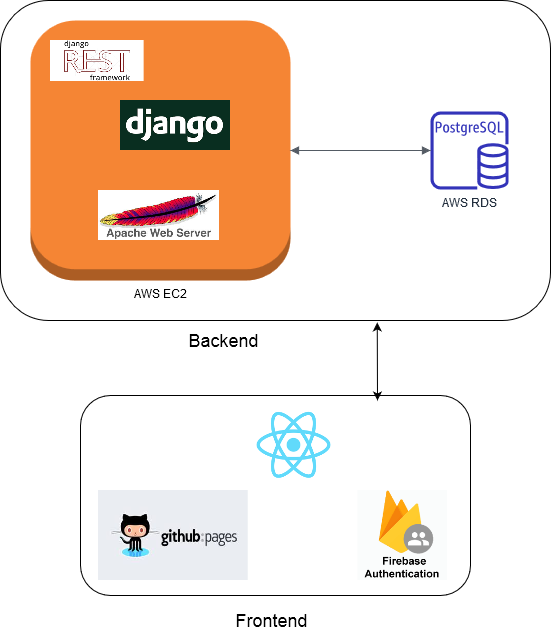 django
REST
framework
django
Apache Web Server
AWS EC2
PostgreSQL
AWS RDS
Backend
github:pages
Firebase
Authentication
Frontend